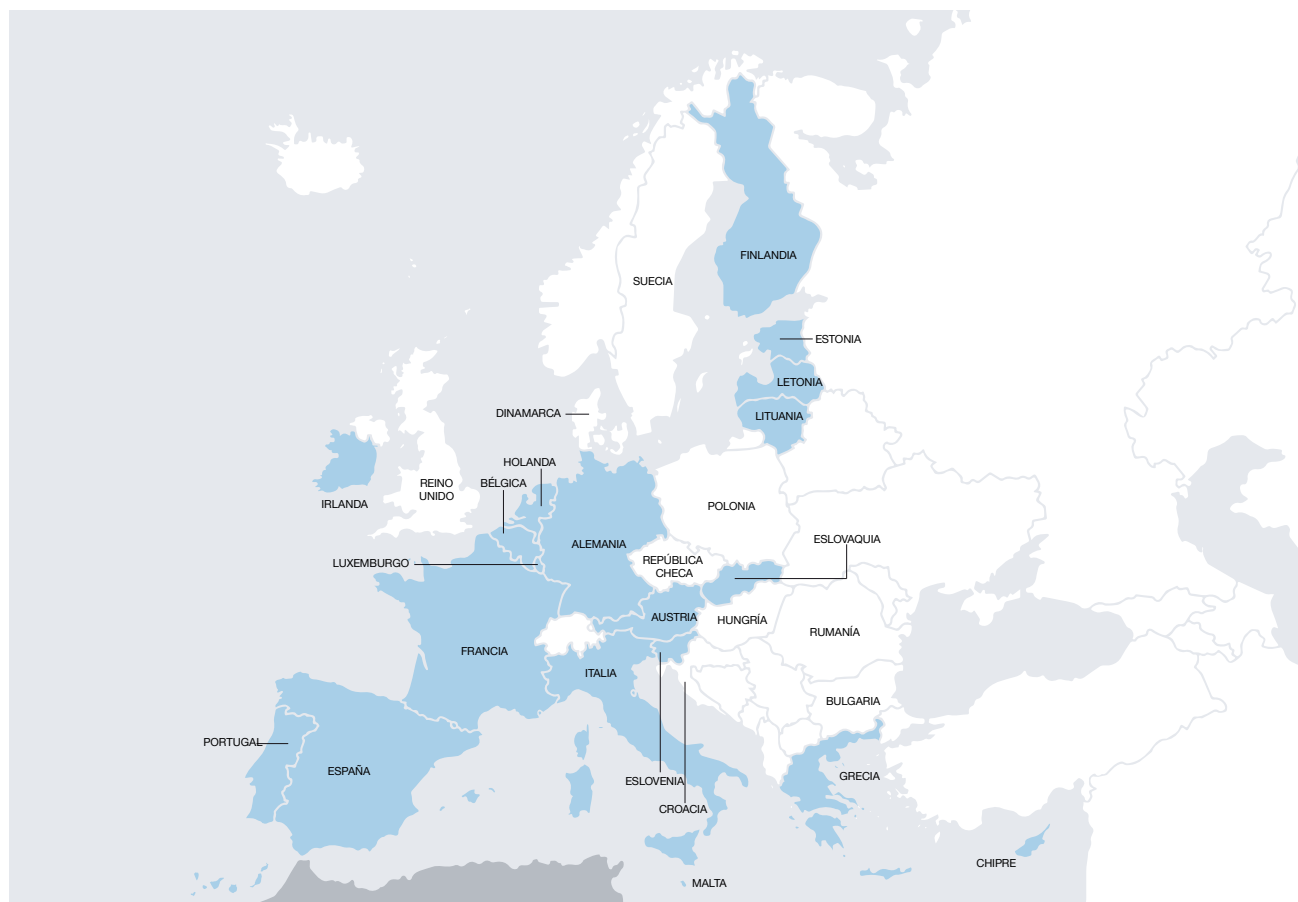 FINLANDIA
SUECIA
ESTONIA
LETONIA
DINAMARCA
LITUANIA
HOLANDA
BÉLGICA
REINO
UNIDO
IRLANDA
POLONIA
ESLOVAQUIA
ALEMANIA
LUXEMBURGO
REPÚBLICA
CHECA
AUSTRIA
HUNGRÍA
RUMANÍA
FRANCIA
ITALIA
BULGARIA
PORTUGAL
ESPAÑA
GRECIA
ESLOVENIA
CROACIA
CHIPRE
MALTA